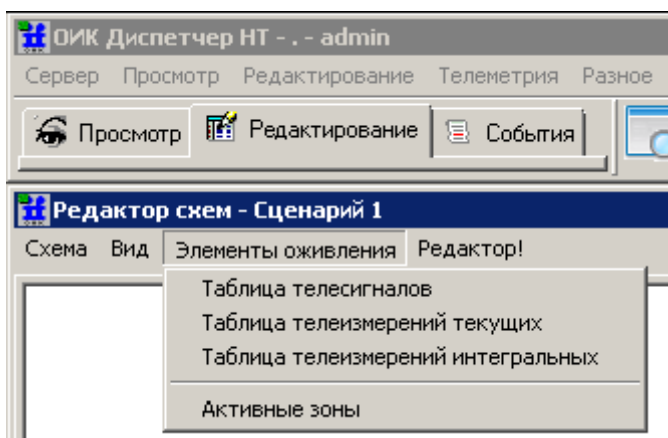 ОИК Диспетчер НТ - . - admin
Сервер Просмотр Редактирование Телеметрия Разное
Просмотр Редактирование События
Редактор схем - Сценарий 1
Схема Вид Элементы оживления Редактор!
Таблица телесигналов
Таблица телеизмерений текущих
Таблица телеизмерений интегральных
Активные зоны